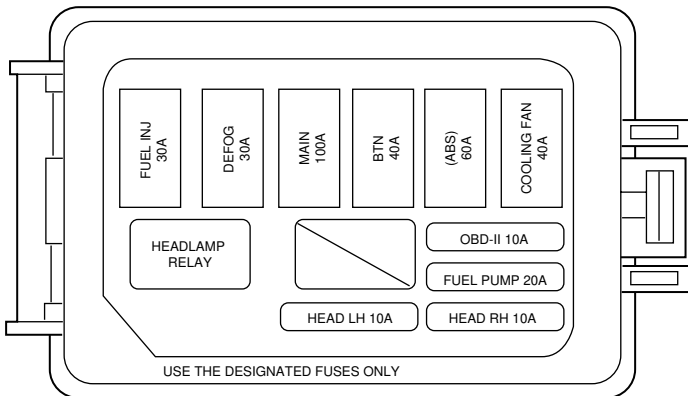 FUEL INJ
30A
DEFOG
30A
MAIN
100A
BTN
40A
(ABS)
60A
COOLING FAN
40A
HEADLAMP
RELAY
OBD-II 10A
FUEL PUMP 20A
HEAD LH 10A
HEAD RH 10A
USE THE DESIGNATED FUSES ONLY